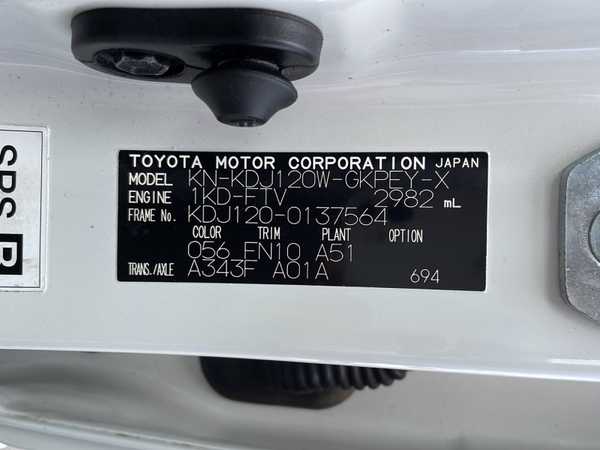 SRS
B
TOYOTA MOTOR CORPORATION JAPAN
MODEL KN-KDJ120W-GKPEY-X
ENGINE 1KD-FTV 2982 mL
FRAME No. KDJ120-0137564
COLOR TRIM PLANT OPTION
056 FN10 A51
TRANS./AXLE A343F A01A 694